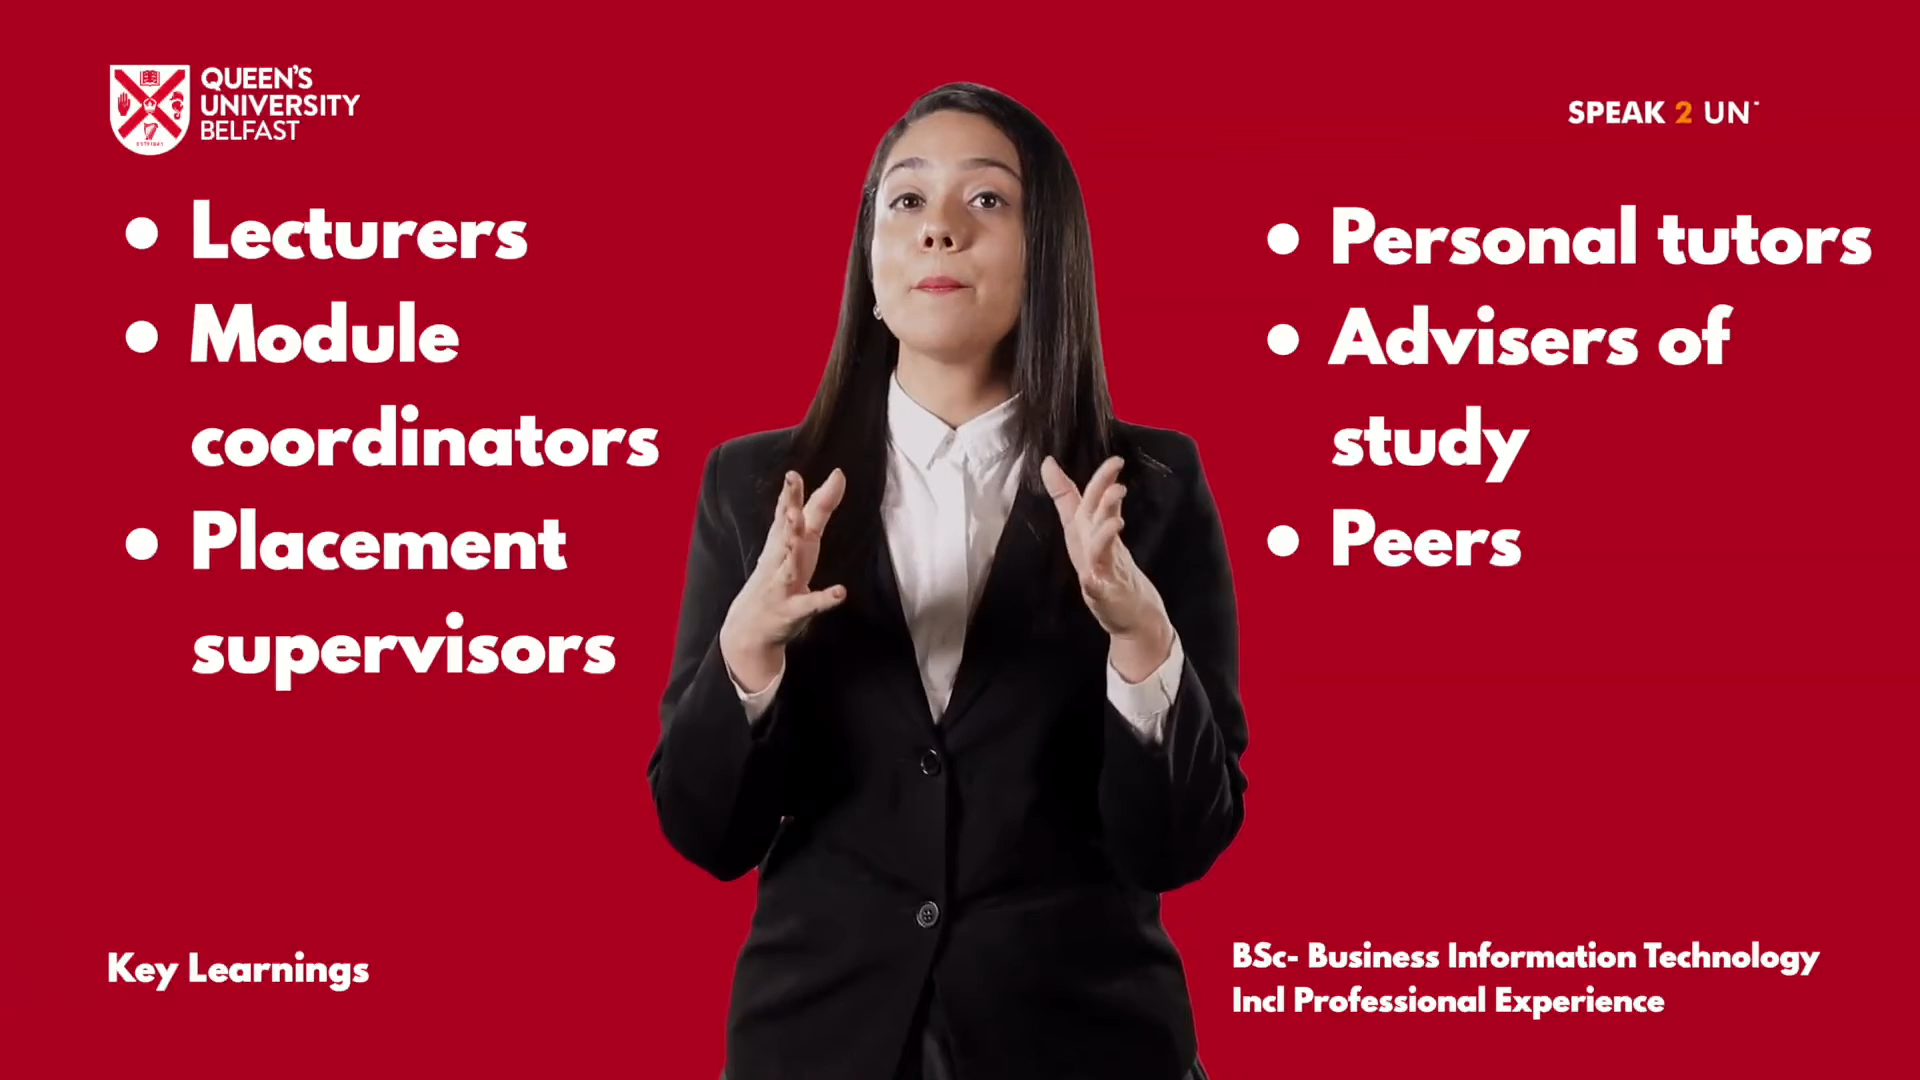 QUEEN'S
UNIVERSITY
BELFAST
SPEAK 2 UN
• Lecturers
• Module
coordinators
• Placement
supervisors
• Personal tutors
• Advisers of
study
• Peers
Key Learnings
BSc- Business Information Technology
Incl Professional Experience